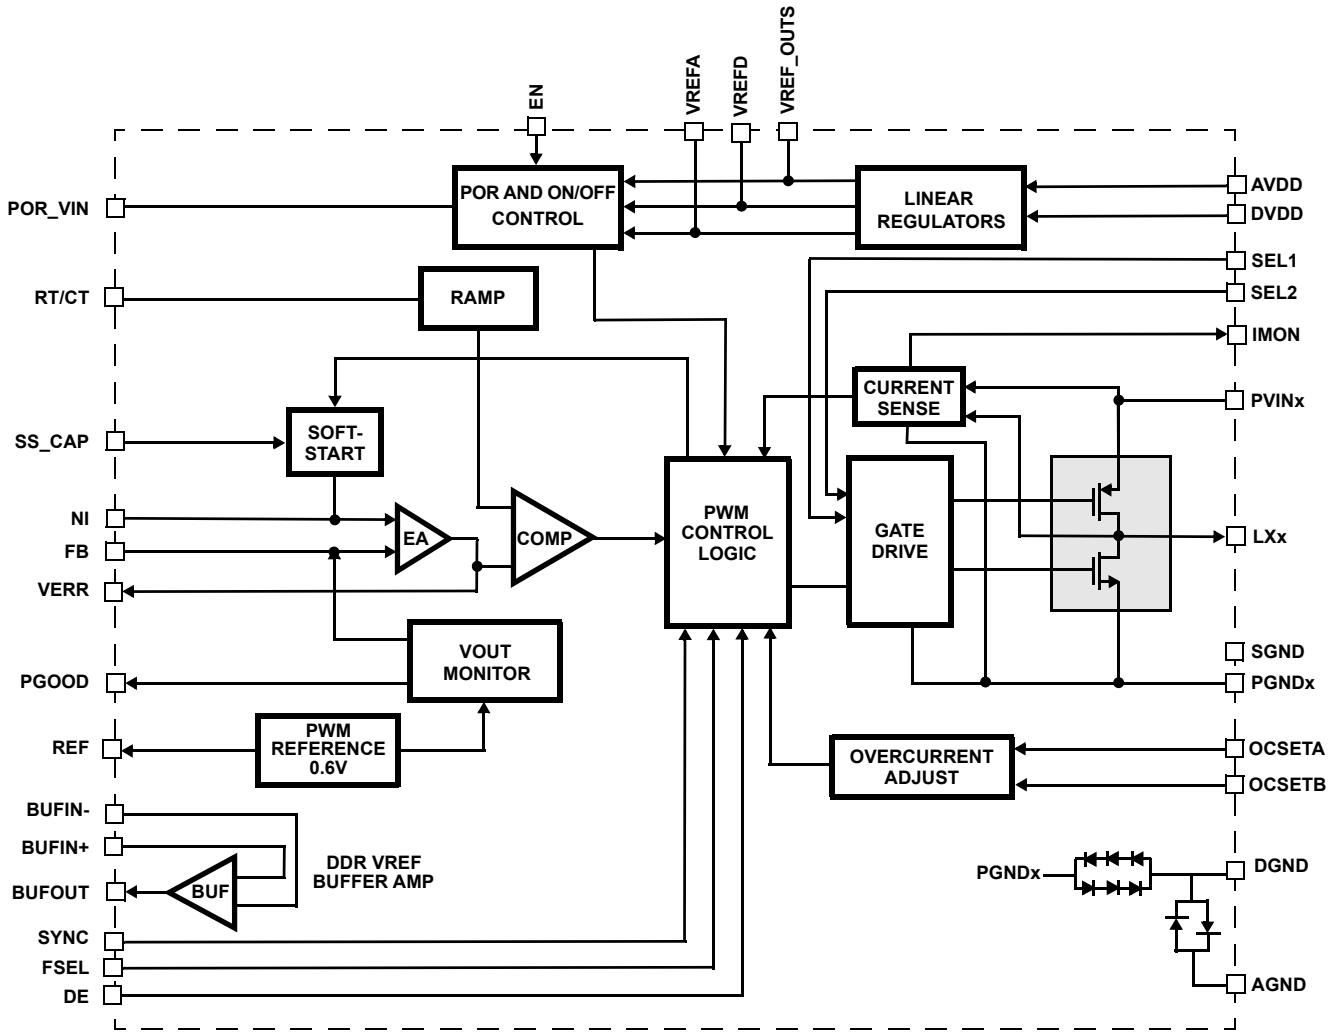 EN
VREFA
VREFD
VREF_OUTS
POR_VIN
POR AND ON/OFF
CONTROL
LINEAR
REGULATORS
AVDD
DVDD
SEL1
SEL2
RT/CT
RAMP
IMON
CURRENT
SENSE
PVINx
SS_CAP
SOFT-
START
NI
FB
VERR
EA
COMP
PWM
CONTROL
LOGIC
GATE
DRIVE
LXx
VOUT
MONITOR
SGND
PGOOD
PGNDx
REF
PWM
REFERENCE
0.6V
OVERCURRENT
ADJUST
OCSETA
OCSETB
BUFIN-
BUFIN+
BUFOUT
BUF
DDR VREF
BUFFER AMP
PGNDx
DGND
SYNC
FSEL
DE
AGND